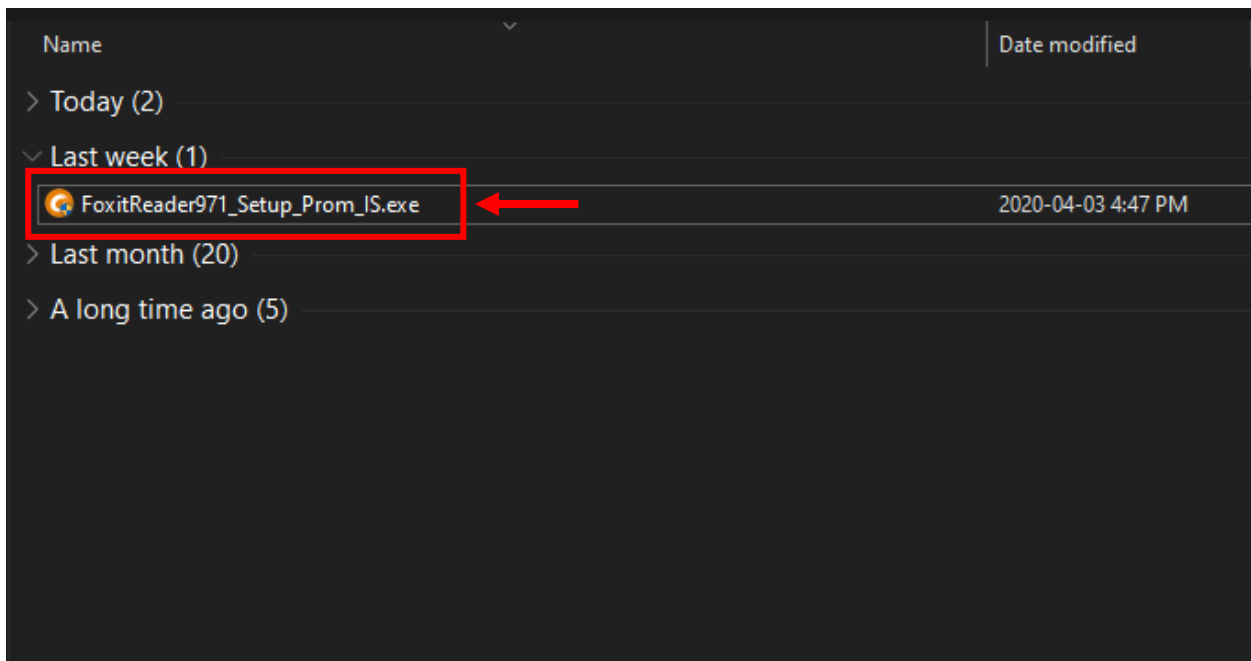 Name Date modified
Today (2)
Last week (1)
FoxitReader971_Setup_Prom_IS.exe 2020-04-03 4:47 PM
Last month (20)
A long time ago (5)